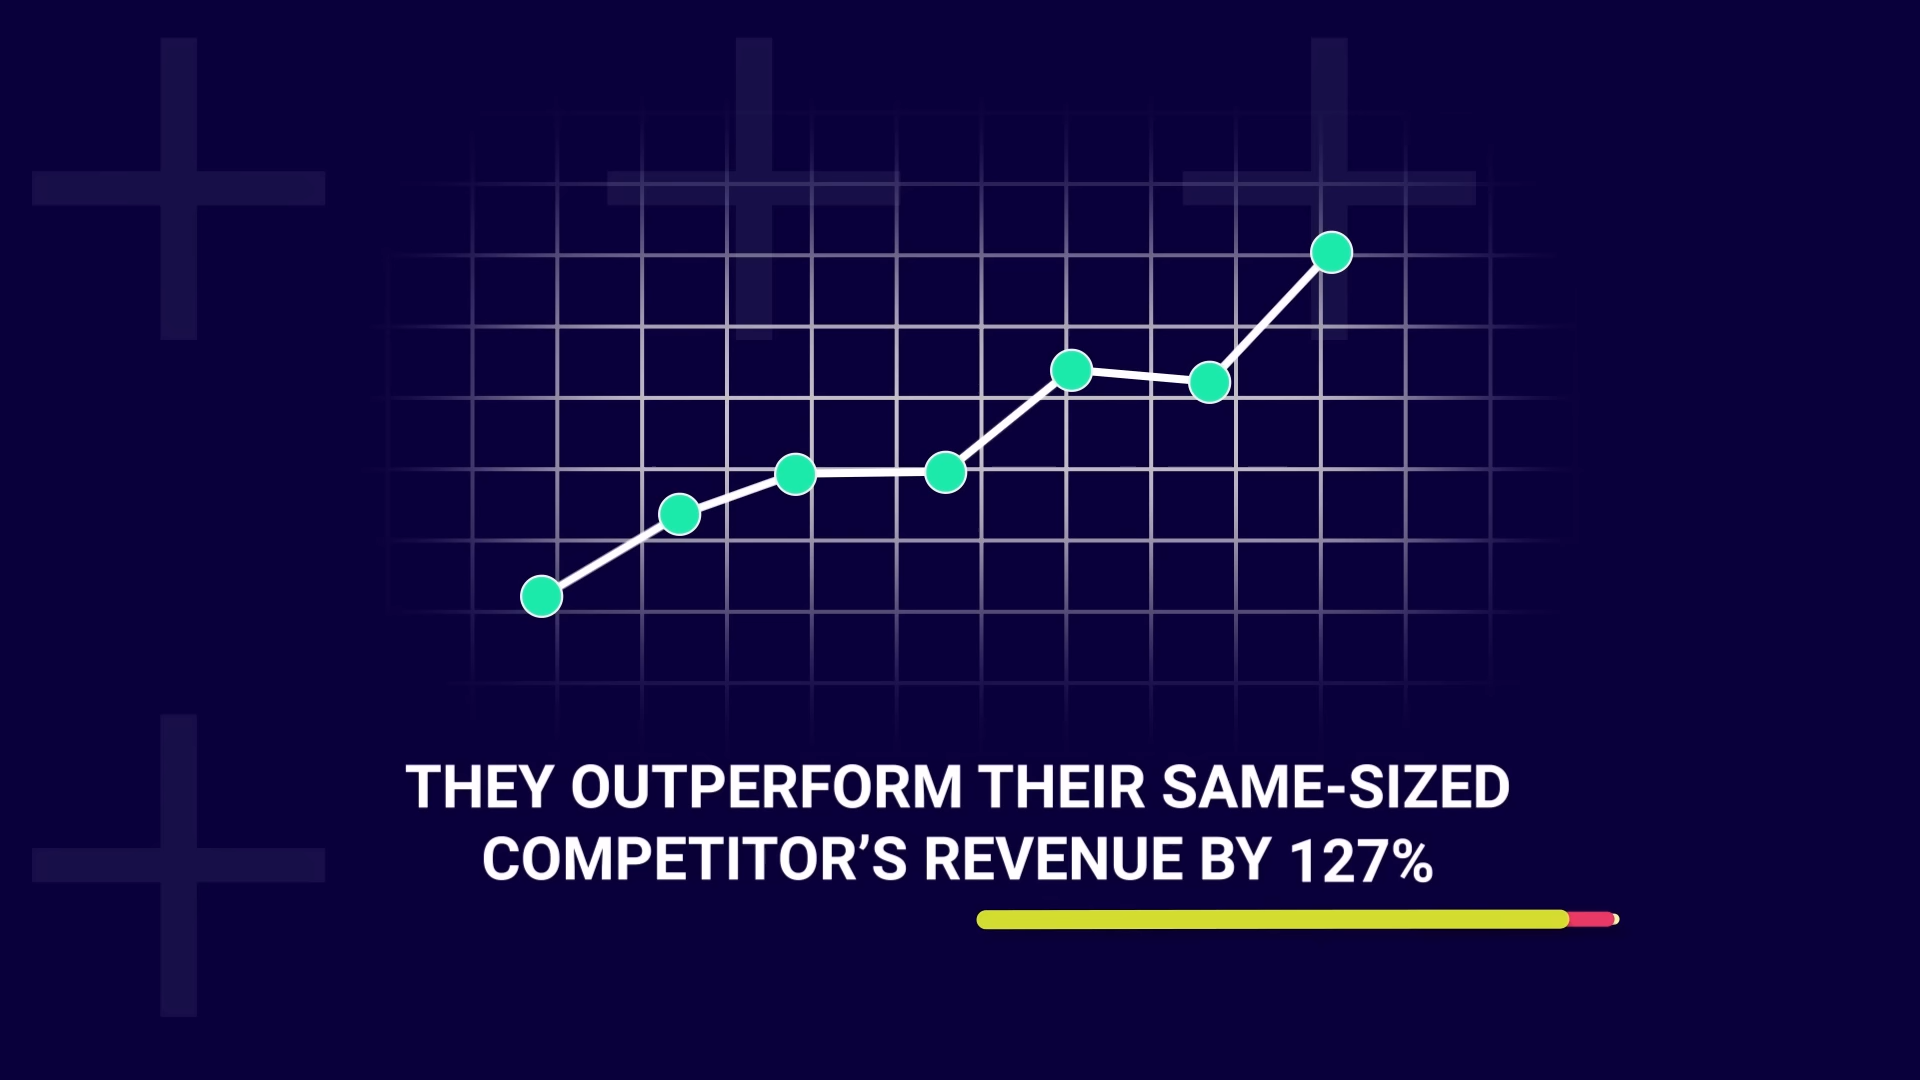 THEY OUTPERFORM THEIR SAME-SIZED
COMPETITOR’S REVENUE BY 127%